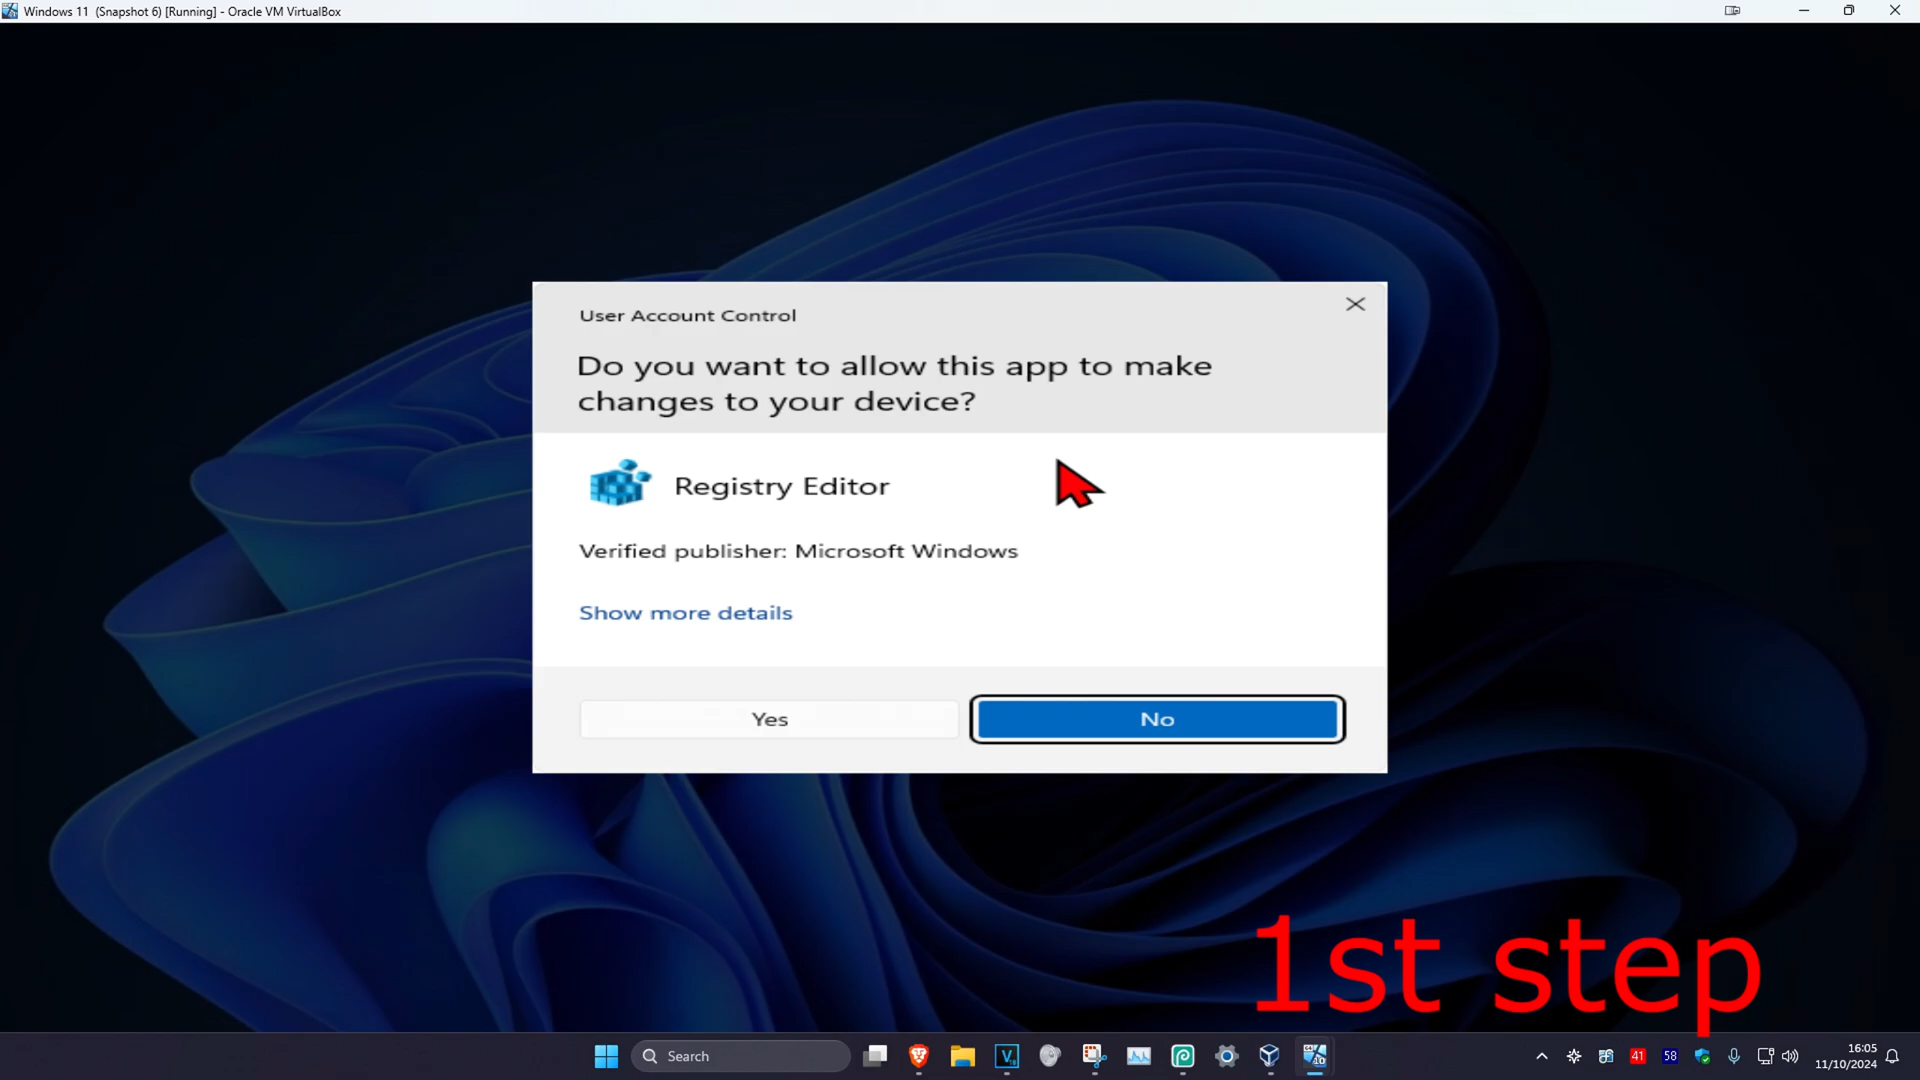 Windows 11 (Snapshot 6) [Running] - Oracle VM VirtualBox
User Account Control
Do you want to allow this app to make
changes to your device?
Registry Editor
Verified publisher: Microsoft Windows
Show more details
Yes
No
1st step
Search
41
58
16:05
11/10/2024